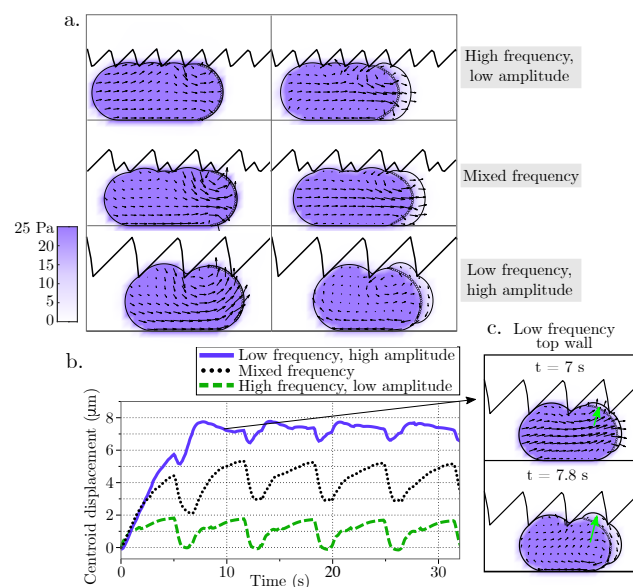 a.
High frequency,
low amplitude
Mixed frequency
25 Pa
20
15
10
5
0
Low frequency,
high amplitude
b.
Low frequency, high amplitude
Mixed frequency
High frequency, low amplitude
Centroid displacement (μm)
8
6
4
2
0
0
10
20
30
Time (s)
c. Low frequency
top wall
t = 7 s
t = 7.8 s